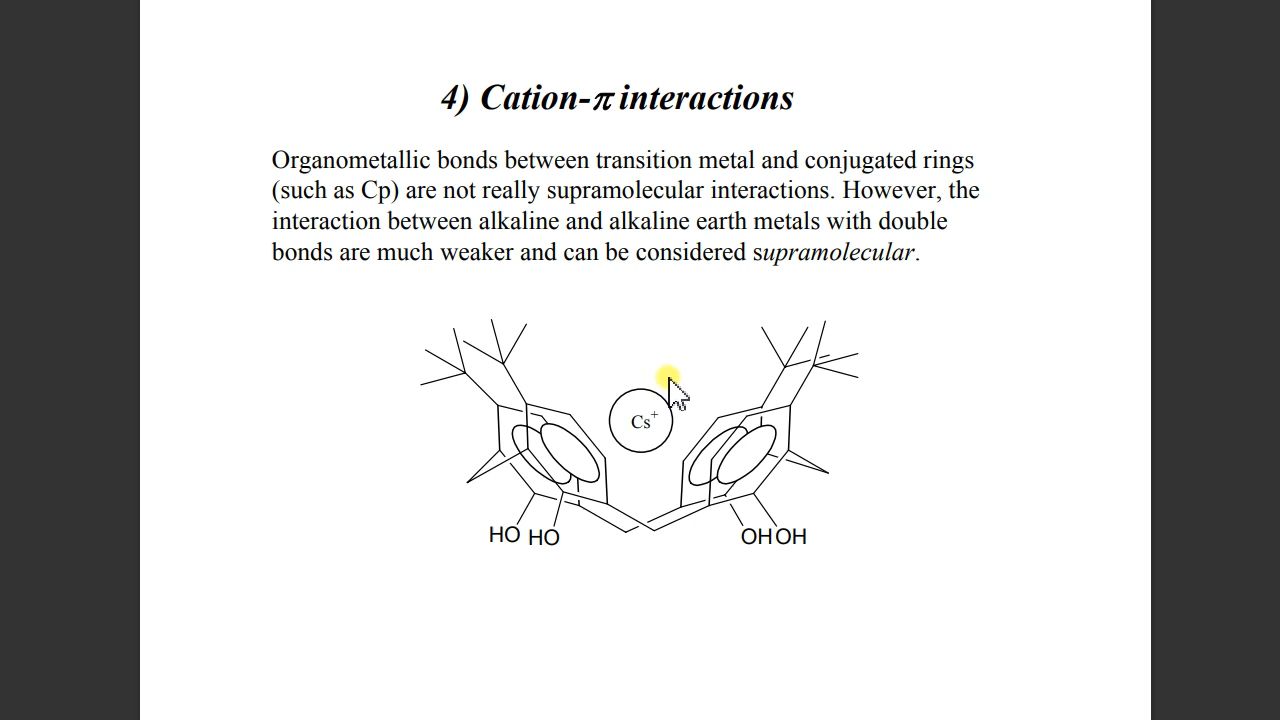 4) Cation-π interactions
Organometallic bonds between transition metal and conjugated rings
(such as Cp) are not really supramolecular interactions. However, the
interaction between alkaline and alkaline earth metals with double
bonds are much weaker and can be considered supramolecular.
Cs+
HO HO OH OH